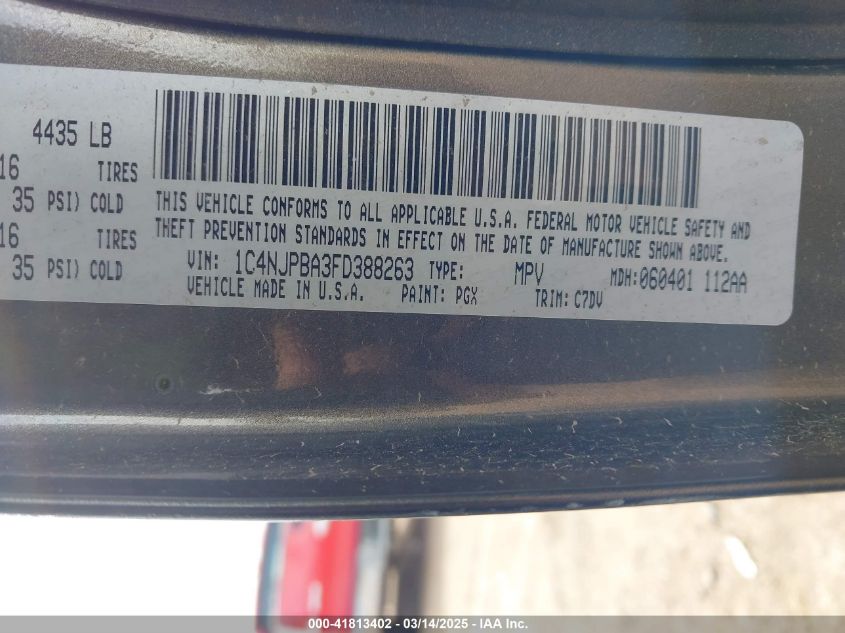 4435 LB
16 TIRES
35 PSI) COLD
16 TIRES
35 PSI) COLD
THIS VEHICLE CONFORMS TO ALL APPLICABLE U.S.A. FEDERAL MOTOR VEHICLE SAFETY AND
THEFT PREVENTION STANDARDS IN EFFECT ON THE DATE OF MANUFACTURE SHOWN ABOVE.
VIN: 1C4NJPBA3FD388263 TYPE: MPV MDH:060401 112AA
VEHICLE MADE IN U.S.A. PAINT: PGX TRIM: C7DV
000-41813402 - 03/14/2025 - IAA Inc.